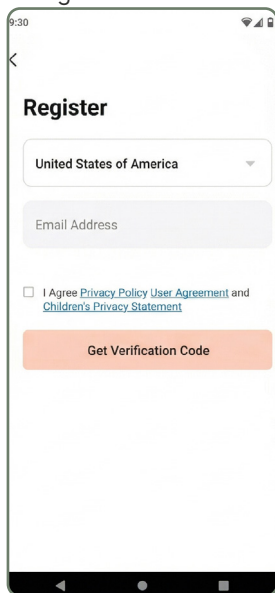 9:30
Register
United States of America
Email Address
I Agree Privacy Policy User Agreement and
Children's Privacy Statement
Get Verification Code